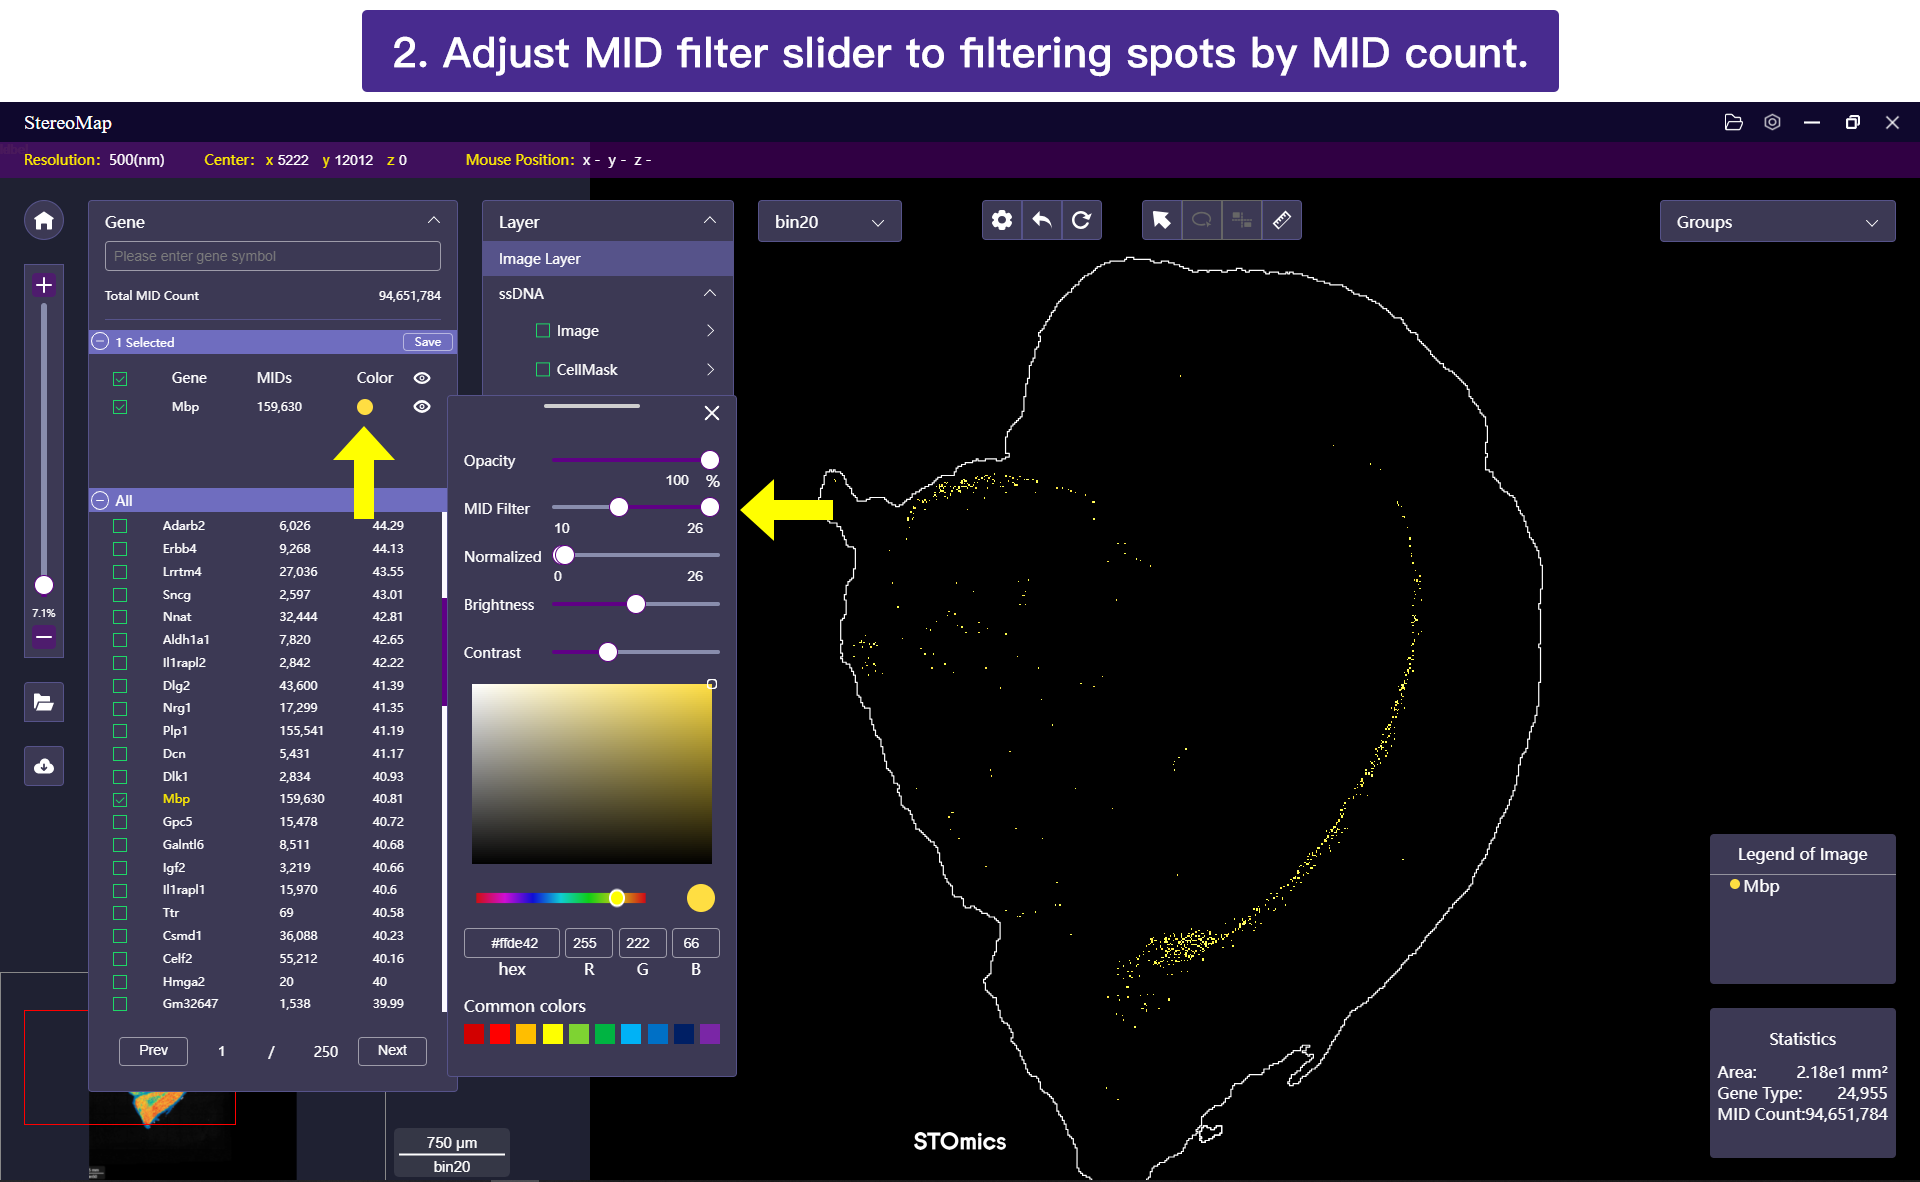 2. Adjust MID filter slider to filtering spots by MID count.
StereoMap
Resolution: 500(nm) Center: x 5222 y 12012 z 0 Mouse Position: x - y - z -
Gene
Please enter gene symbol
Total MID Count 94,651,784
1 Selected Save
Gene MIDs Color
Mbp 159,630
All
Adarb2 6,026 44.29
Erbb4 9,268 44.13
Lrrtm4 27,036 43.55
Sncg 2,597 43.01
Nnat 32,444 42.81
Aldh1a1 7,820 42.65
Il1rapl2 2,842 42.22
Dlg2 43,600 41.39
Nrg1 17,299 41.35
Plp1 155,541 41.19
Dcn 5,431 41.17
Dlk1 2,834 40.93
Mbp 159,630 40.81
Gpc5 15,478 40.72
Galntl6 8,511 40.68
Igf2 3,219 40.66
Il1rapl1 15,970 40.6
Ttr 69 40.58
Csmd1 36,088 40.23
Celf2 55,212 40.16
Hmga2 20 40
Gm32647 1,538 39.99
Prev 1 / 250 Next
7.1%
Layer
Image Layer
ssDNA
Image
CellMask
Opacity
100 %
MID Filter
10 26
Normalized
0 26
Brightness
Contrast
#ffde42 255 222 66
hex R G B
Common colors
bin20
Groups
Legend of Image
Mbp
Statistics
Area: 2.18e1 mm²
Gene Type: 24,955
MID Count:94,651,784
750 μm
bin20
STOmics